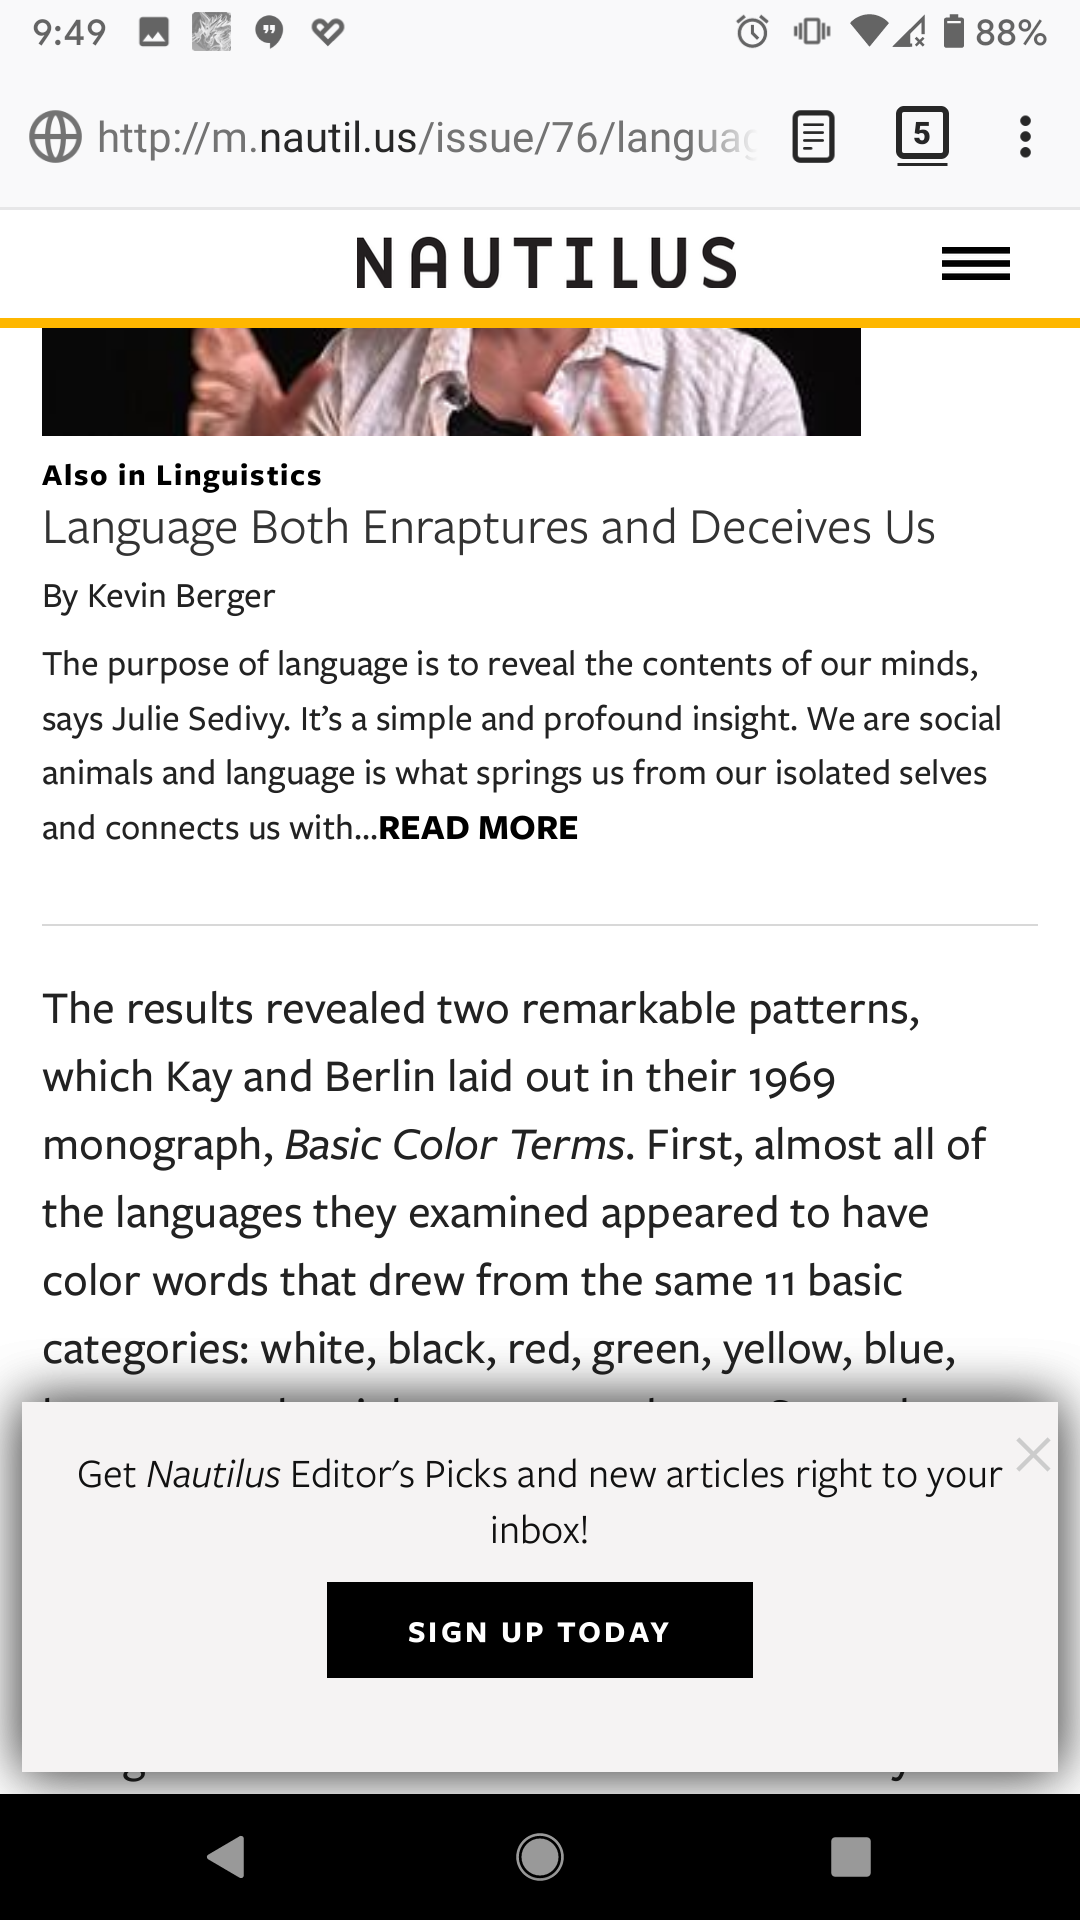 9:49
88%
http://m.nautil.us/issue/76/languag
5
NAUTILUS
Also in Linguistics
Language Both Enraptures and Deceives Us
By Kevin Berger
The purpose of language is to reveal the contents of our minds,
says Julie Sedivy. It’s a simple and profound insight. We are social
animals and language is what springs us from our isolated selves
and connects us with...READ MORE
The results revealed two remarkable patterns,
which Kay and Berlin laid out in their 1969
monograph, Basic Color Terms. First, almost all of
the languages they examined appeared to have
color words that drew from the same 11 basic
categories: white, black, red, green, yellow, blue,
Get Nautilus Editor's Picks and new articles right to your
inbox!
SIGN UP TODAY